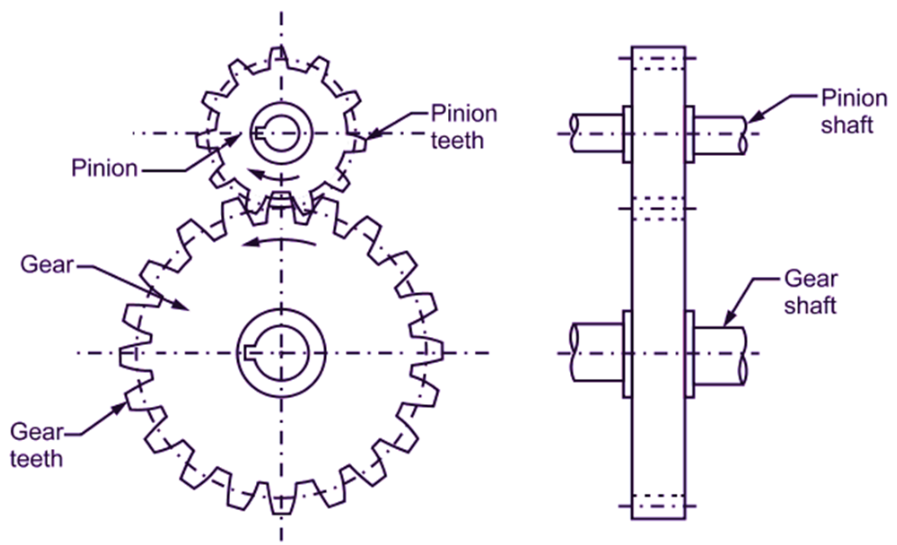 Pinion
teeth
Pinion
Gear
Gear
teeth
Pinion
shaft
Gear
shaft